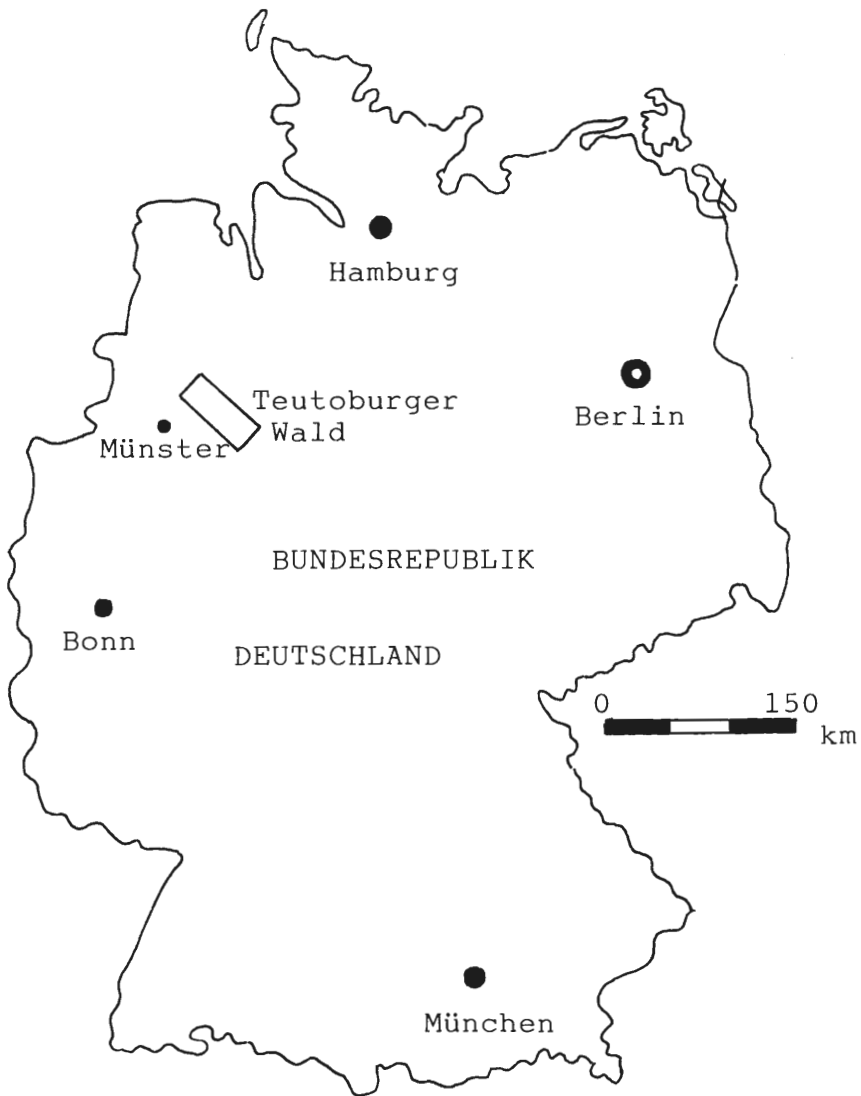 Hamburg
Teutoburger
Wald
Berlin
Münster
BUNDESREPUBLIK
Bonn
DEUTSCHLAND
0 150
km
München